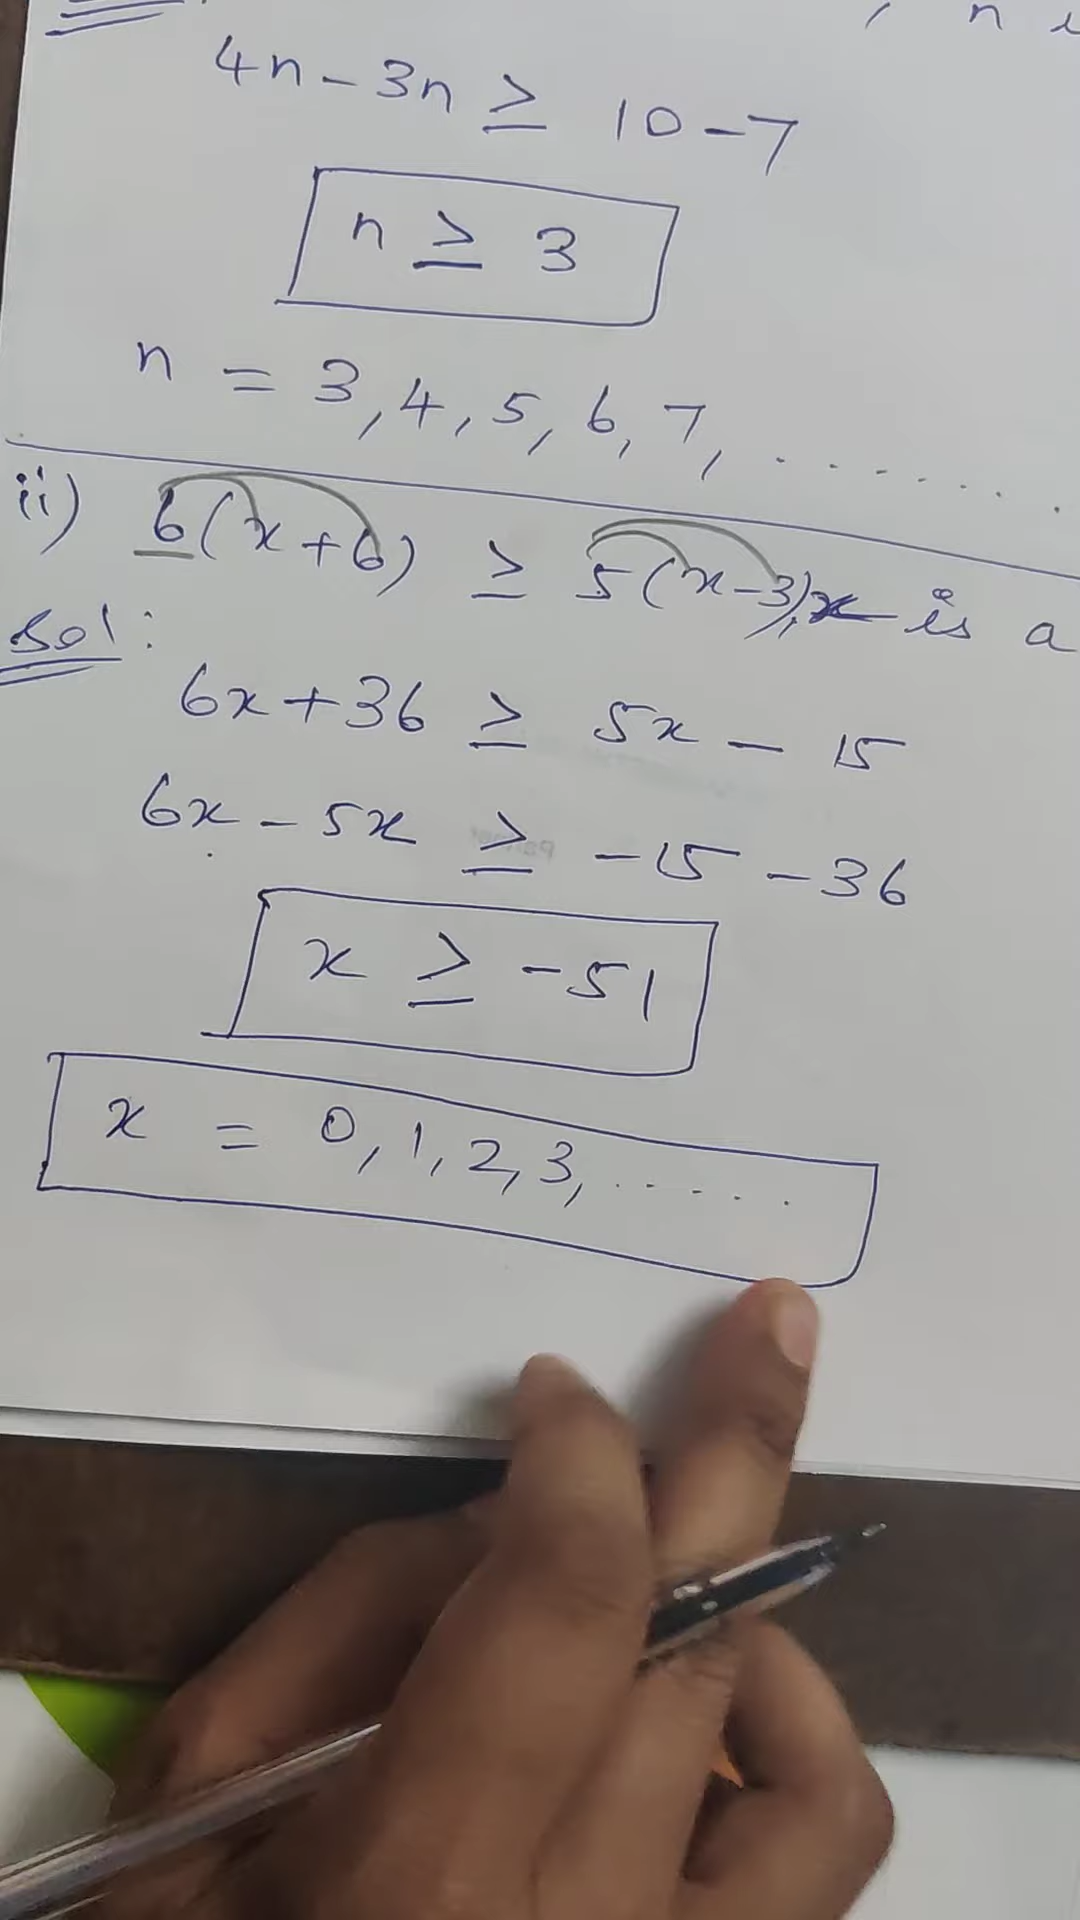 , n
4n - 3n ≥ 10 - 7
n ≥ 3
n = 3, 4, 5, 6, 7, .......
ii) 6(x+6) ≥ 5(x-3), x is a
Sol:
6x + 36 ≥ 5x - 15
6x - 5x ≥ -15 - 36
x ≥ -51
x = 0, 1, 2, 3, ......